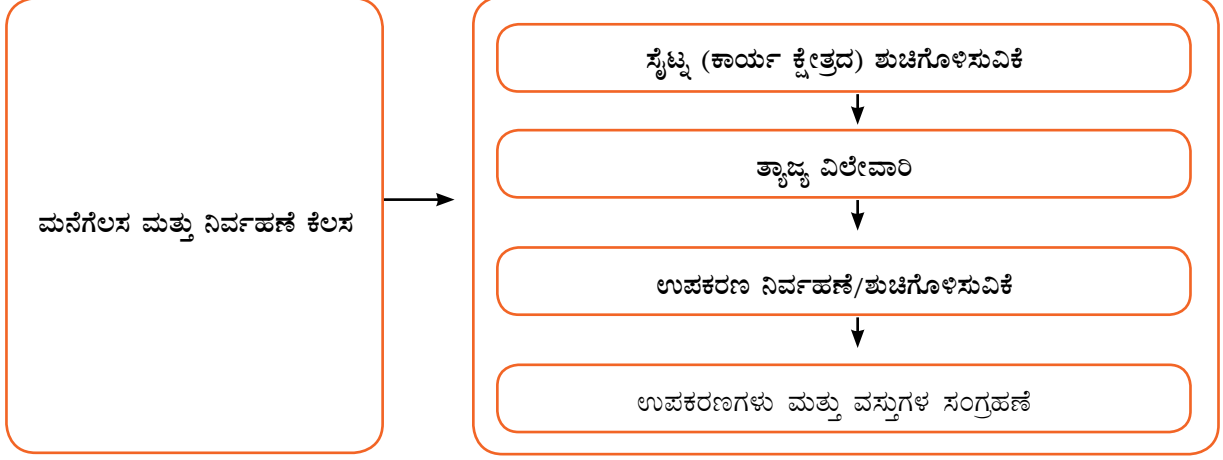 ಮನೆಗೆಲಸ ಮತ್ತು ನಿರ್ವಹಣೆ ಕೆಲಸ
ಸೈಟ್ನ (ಕಾರ್ಯ ಕ್ಷೇತ್ರದ) ಶುಚಿಗೊಳಿಸುವಿಕೆ
ತ್ಯಾಜ್ಯ ವಿಲೇವಾರಿ
ಉಪಕರಣ ನಿರ್ವಹಣೆ/ಶುಚಿಗೊಳಿಸುವಿಕೆ
ಉಪಕರಣಗಳು ಮತ್ತು ವಸ್ತುಗಳ ಸಂಗ್ರಹಣೆ